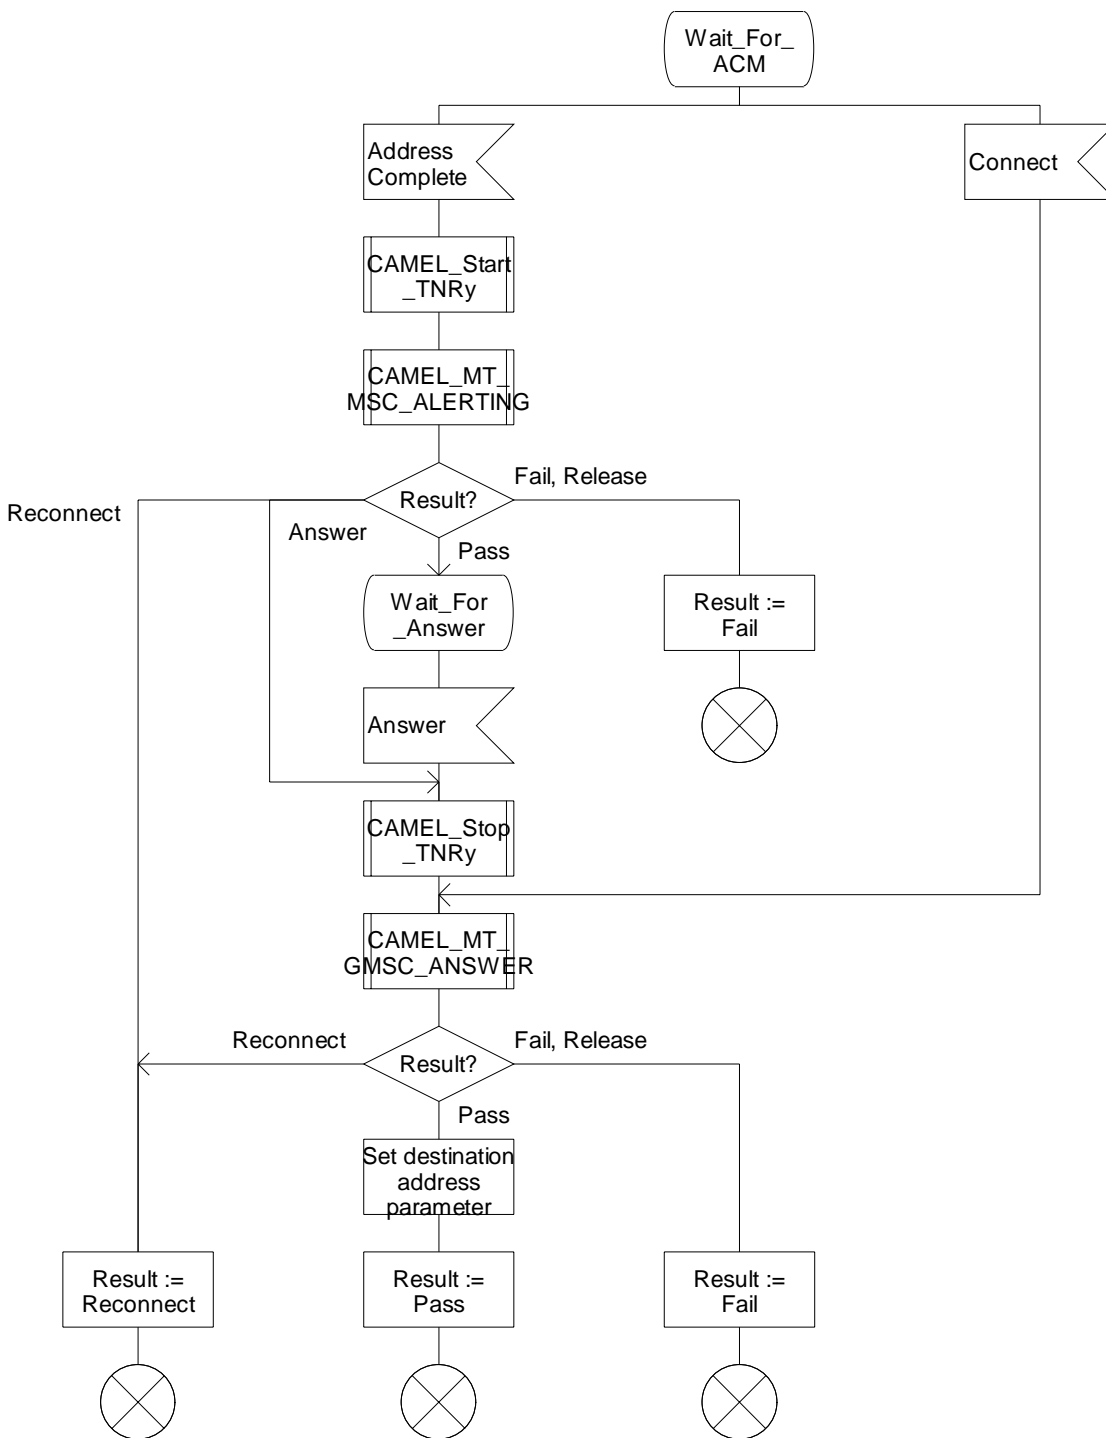 Wait_For_
ACM
Address
Complete
Connect
CAMEL_Start
_TNRy
CAMEL_MT_
MSC_ALERTING
Fail, Release
Reconnect
Result?
Answer
Pass
Wait_For
_Answer
Result :=
Fail
Answer
CAMEL_Stop
_TNRy
CAMEL_MT_
GMSC_ANSWER
Reconnect
Fail, Release
Result?
Pass
Set destination
address
parameter
Result :=
Reconnect
Result :=
Pass
Result :=
Fail